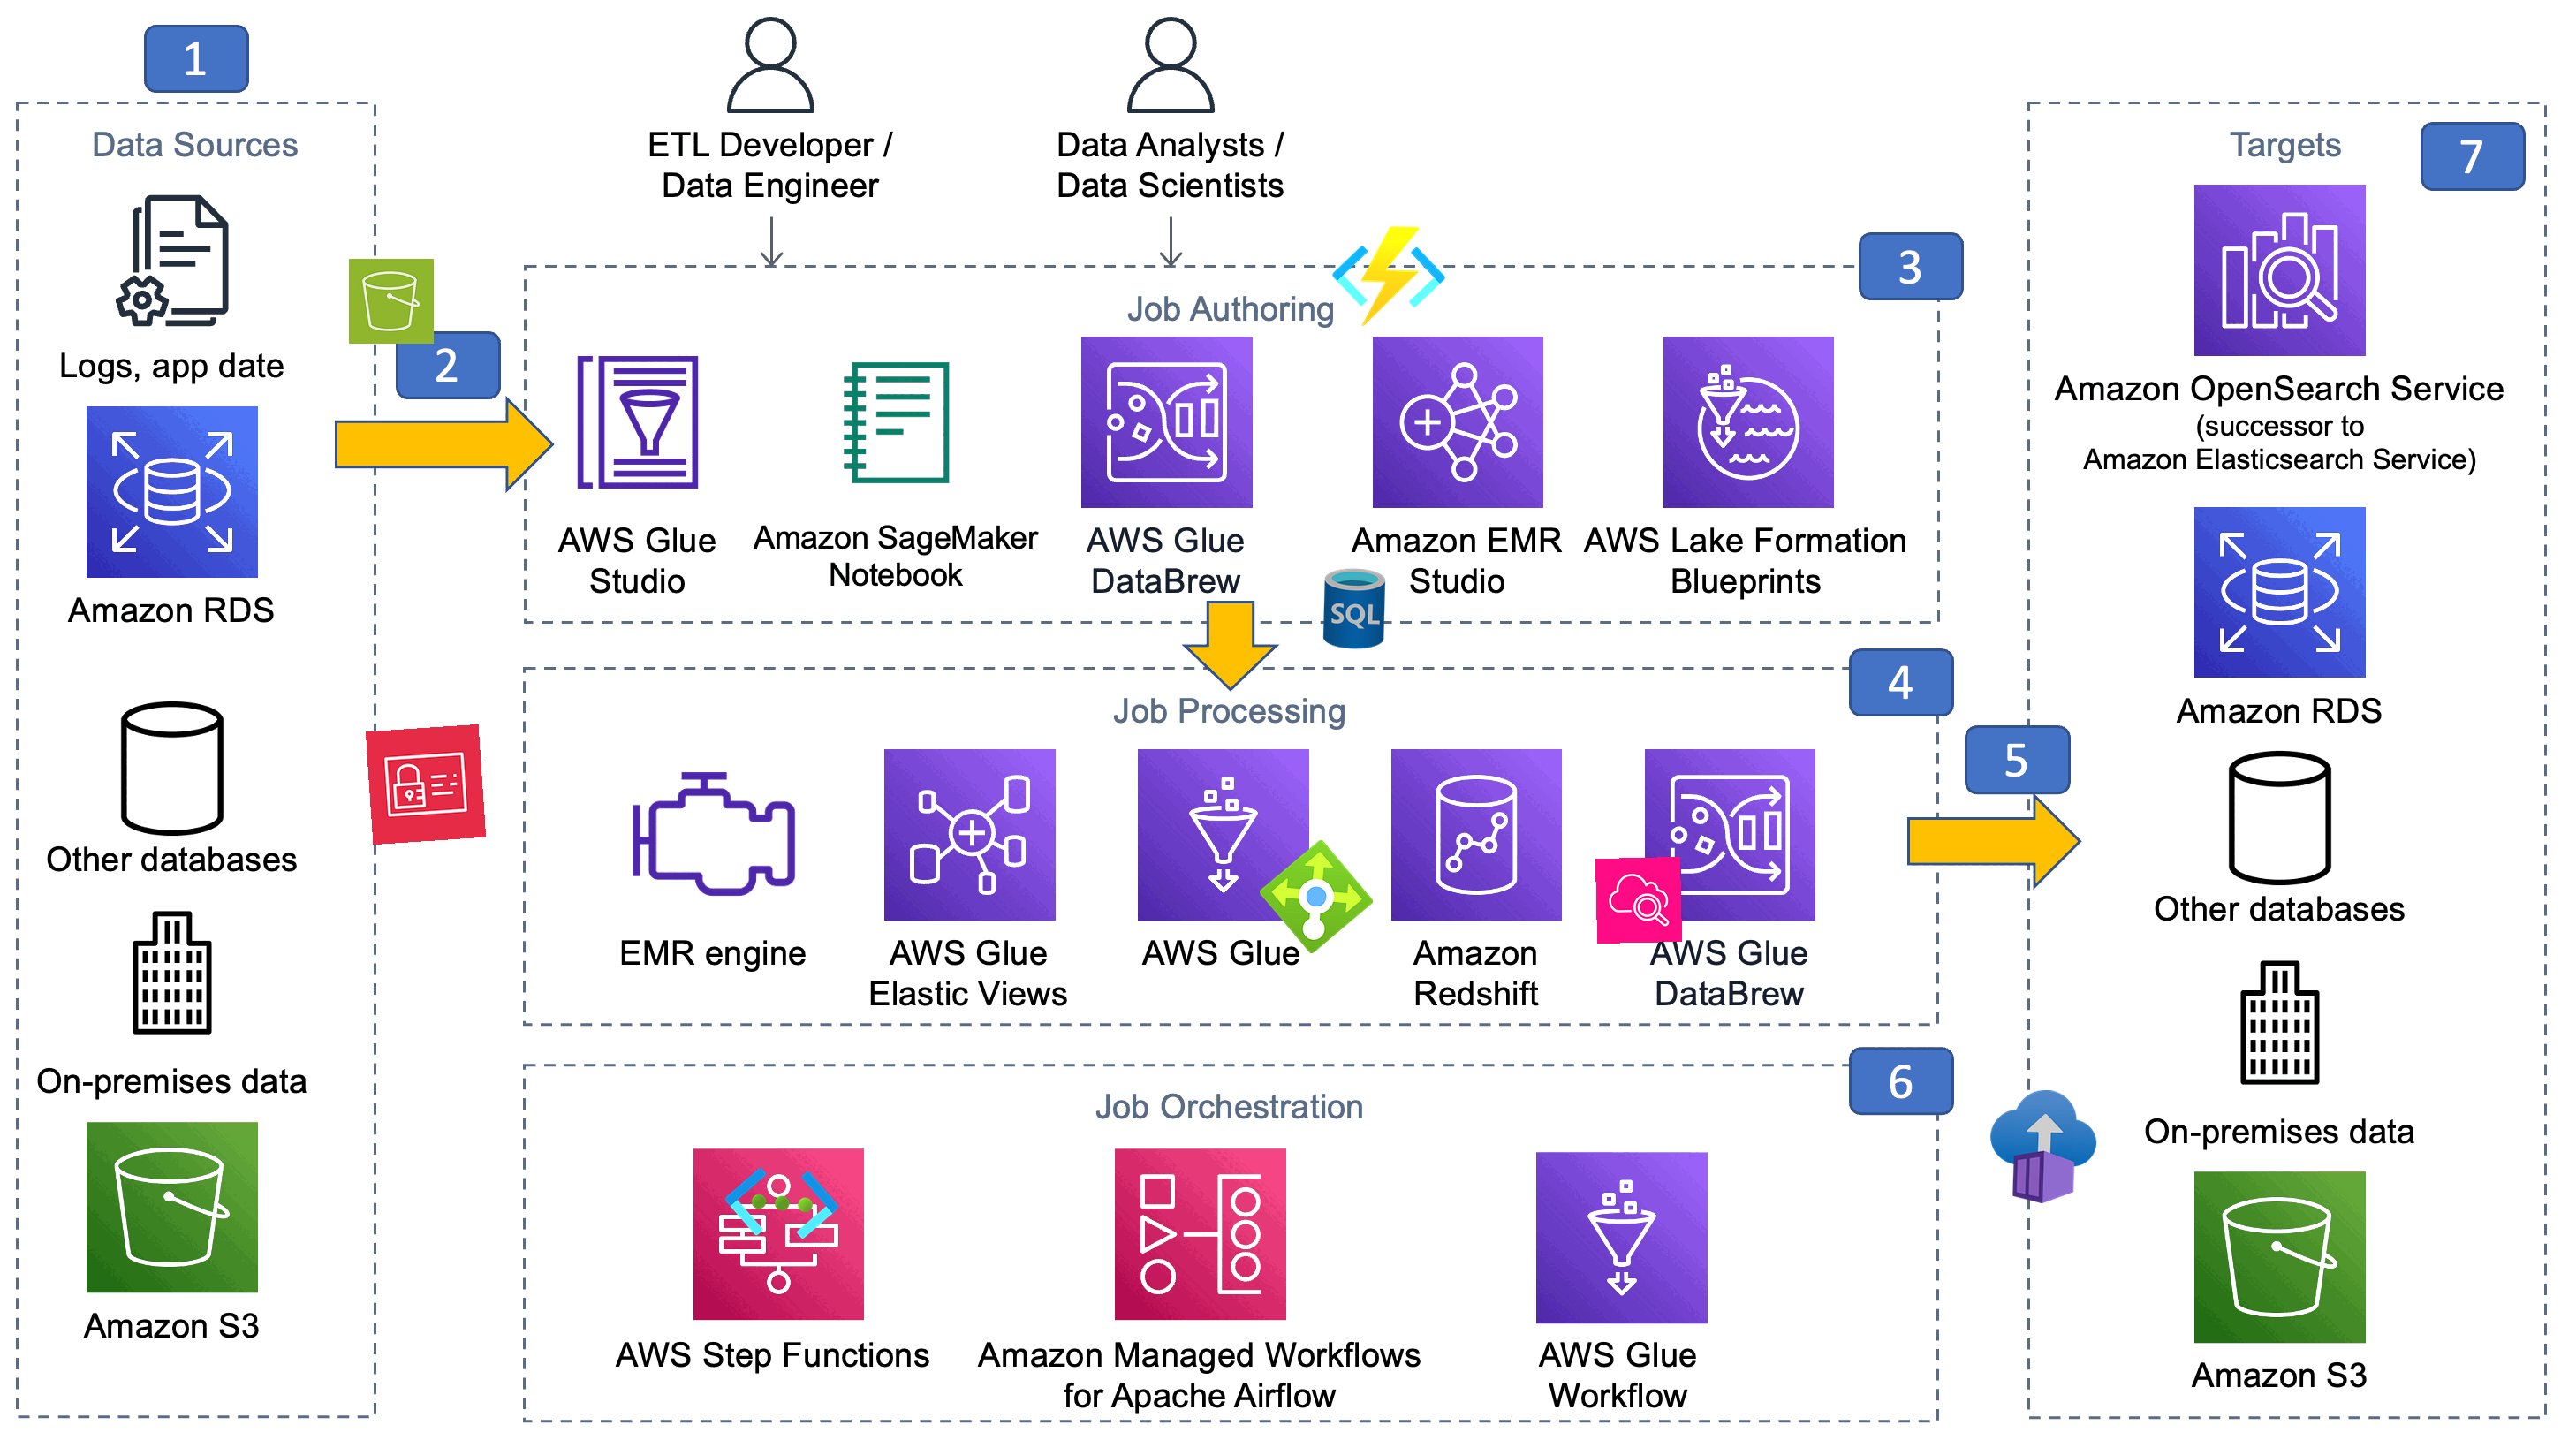 1
Data Sources
Logs, app date
Amazon RDS
Other databases
On-premises data
Amazon S3
2
ETL Developer /
Data Engineer
Data Analysts /
Data Scientists
3
Job Authoring
AWS Glue
Studio
Amazon SageMaker
Notebook
AWS Glue
DataBrew
Amazon EMR
Studio
AWS Lake Formation
Blueprints
SQL
4
Job Processing
EMR engine
AWS Glue
Elastic Views
AWS Glue
Amazon
Redshift
AWS Glue
DataBrew
5
6
Job Orchestration
AWS Step Functions
Amazon Managed Workflows
for Apache Airflow
AWS Glue
Workflow
7
Targets
Amazon OpenSearch Service
(successor to
Amazon Elasticsearch Service)
Amazon RDS
Other databases
On-premises data
Amazon S3